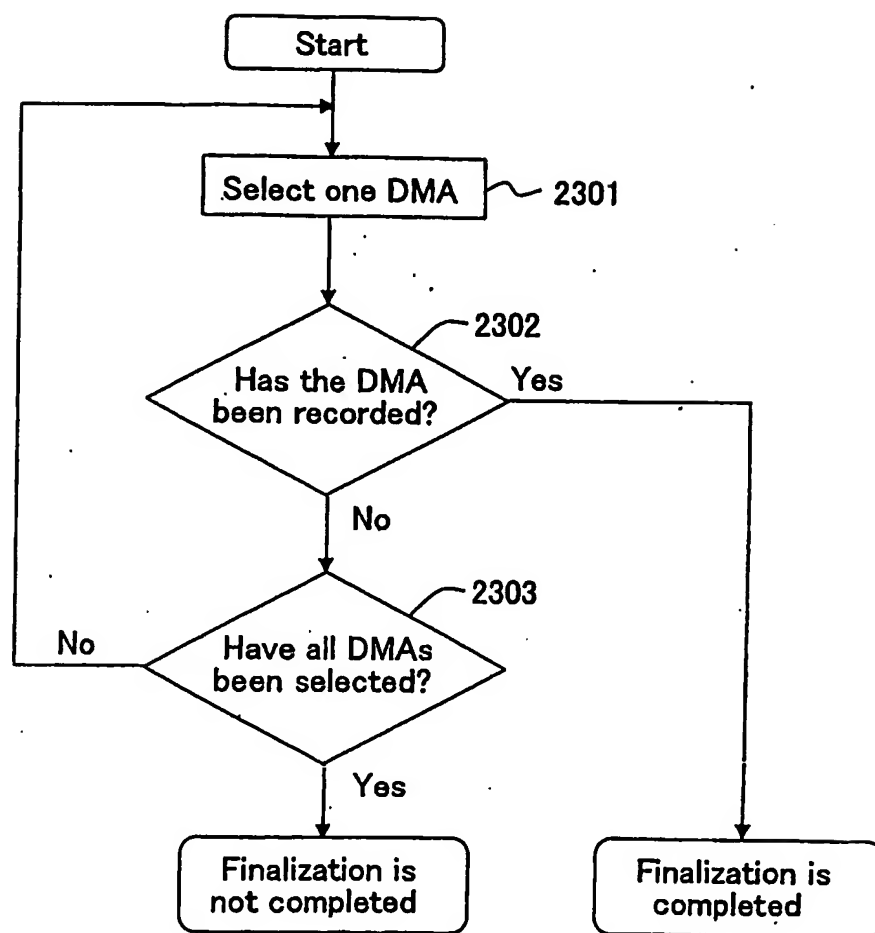 Start
Select one DMA
2301
2302
Has the DMA
been recorded?
Yes
No
2303
No
Have all DMAs
been selected?
Yes
Finalization is
not completed
Finalization is
completed